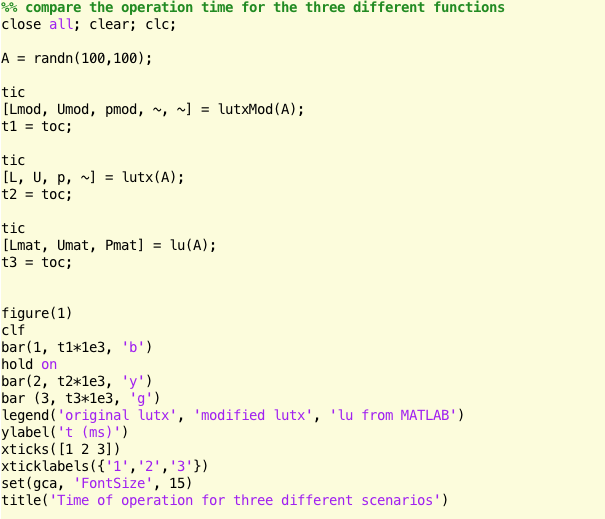 %% compare the operation time for the three different functions
close all; clear; clc;
A = randn(100,100);
tic
[Lmod, Umod, pmod, ~, ~] = lutxMod(A);
t1 = toc;
tic
[L, U, p, ~] = lutx(A);
t2 = toc;
tic
[Lmat, Umat, Pmat] = lu(A);
t3 = toc;
figure(1)
clf
bar(1, t1*1e3, 'b')
hold on
bar(2, t2*1e3, 'y')
bar (3, t3*1e3, 'g')
legend('original lutx', 'modified lutx', 'lu from MATLAB')
ylabel('t (ms)')
xticks([1 2 3])
xticklabels({'1','2','3'})
set(gca, 'FontSize', 15)
title('Time of operation for three different scenarios')